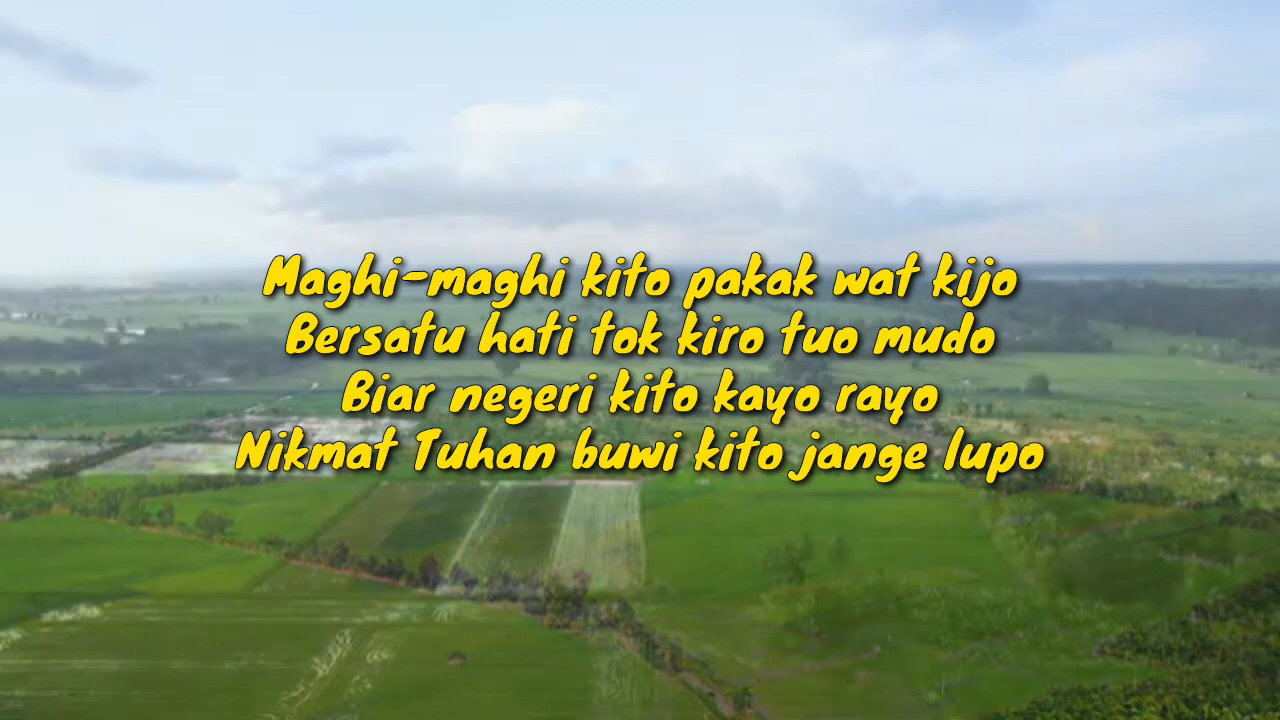 Maghi-maghi kito pakak wat kijo
Bersatu hati tok kiro tuo mudo
Biar negeri kito kayo rayo
Nikmat Tuhan buwi kito jange lupo